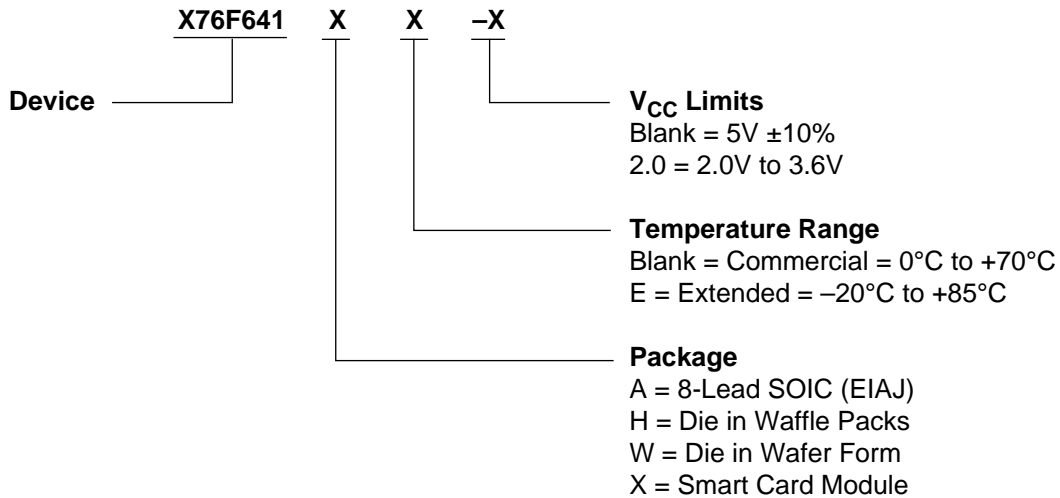 X76F641 X X –X
Device
VCC Limits
Blank = 5V ±10%
2.0 = 2.0V to 3.6V
Temperature Range
Blank = Commercial = 0°C to +70°C
E = Extended = –20°C to +85°C
Package
A = 8-Lead SOIC (EIAJ)
H = Die in Waffle Packs
W = Die in Wafer Form
X = Smart Card Module